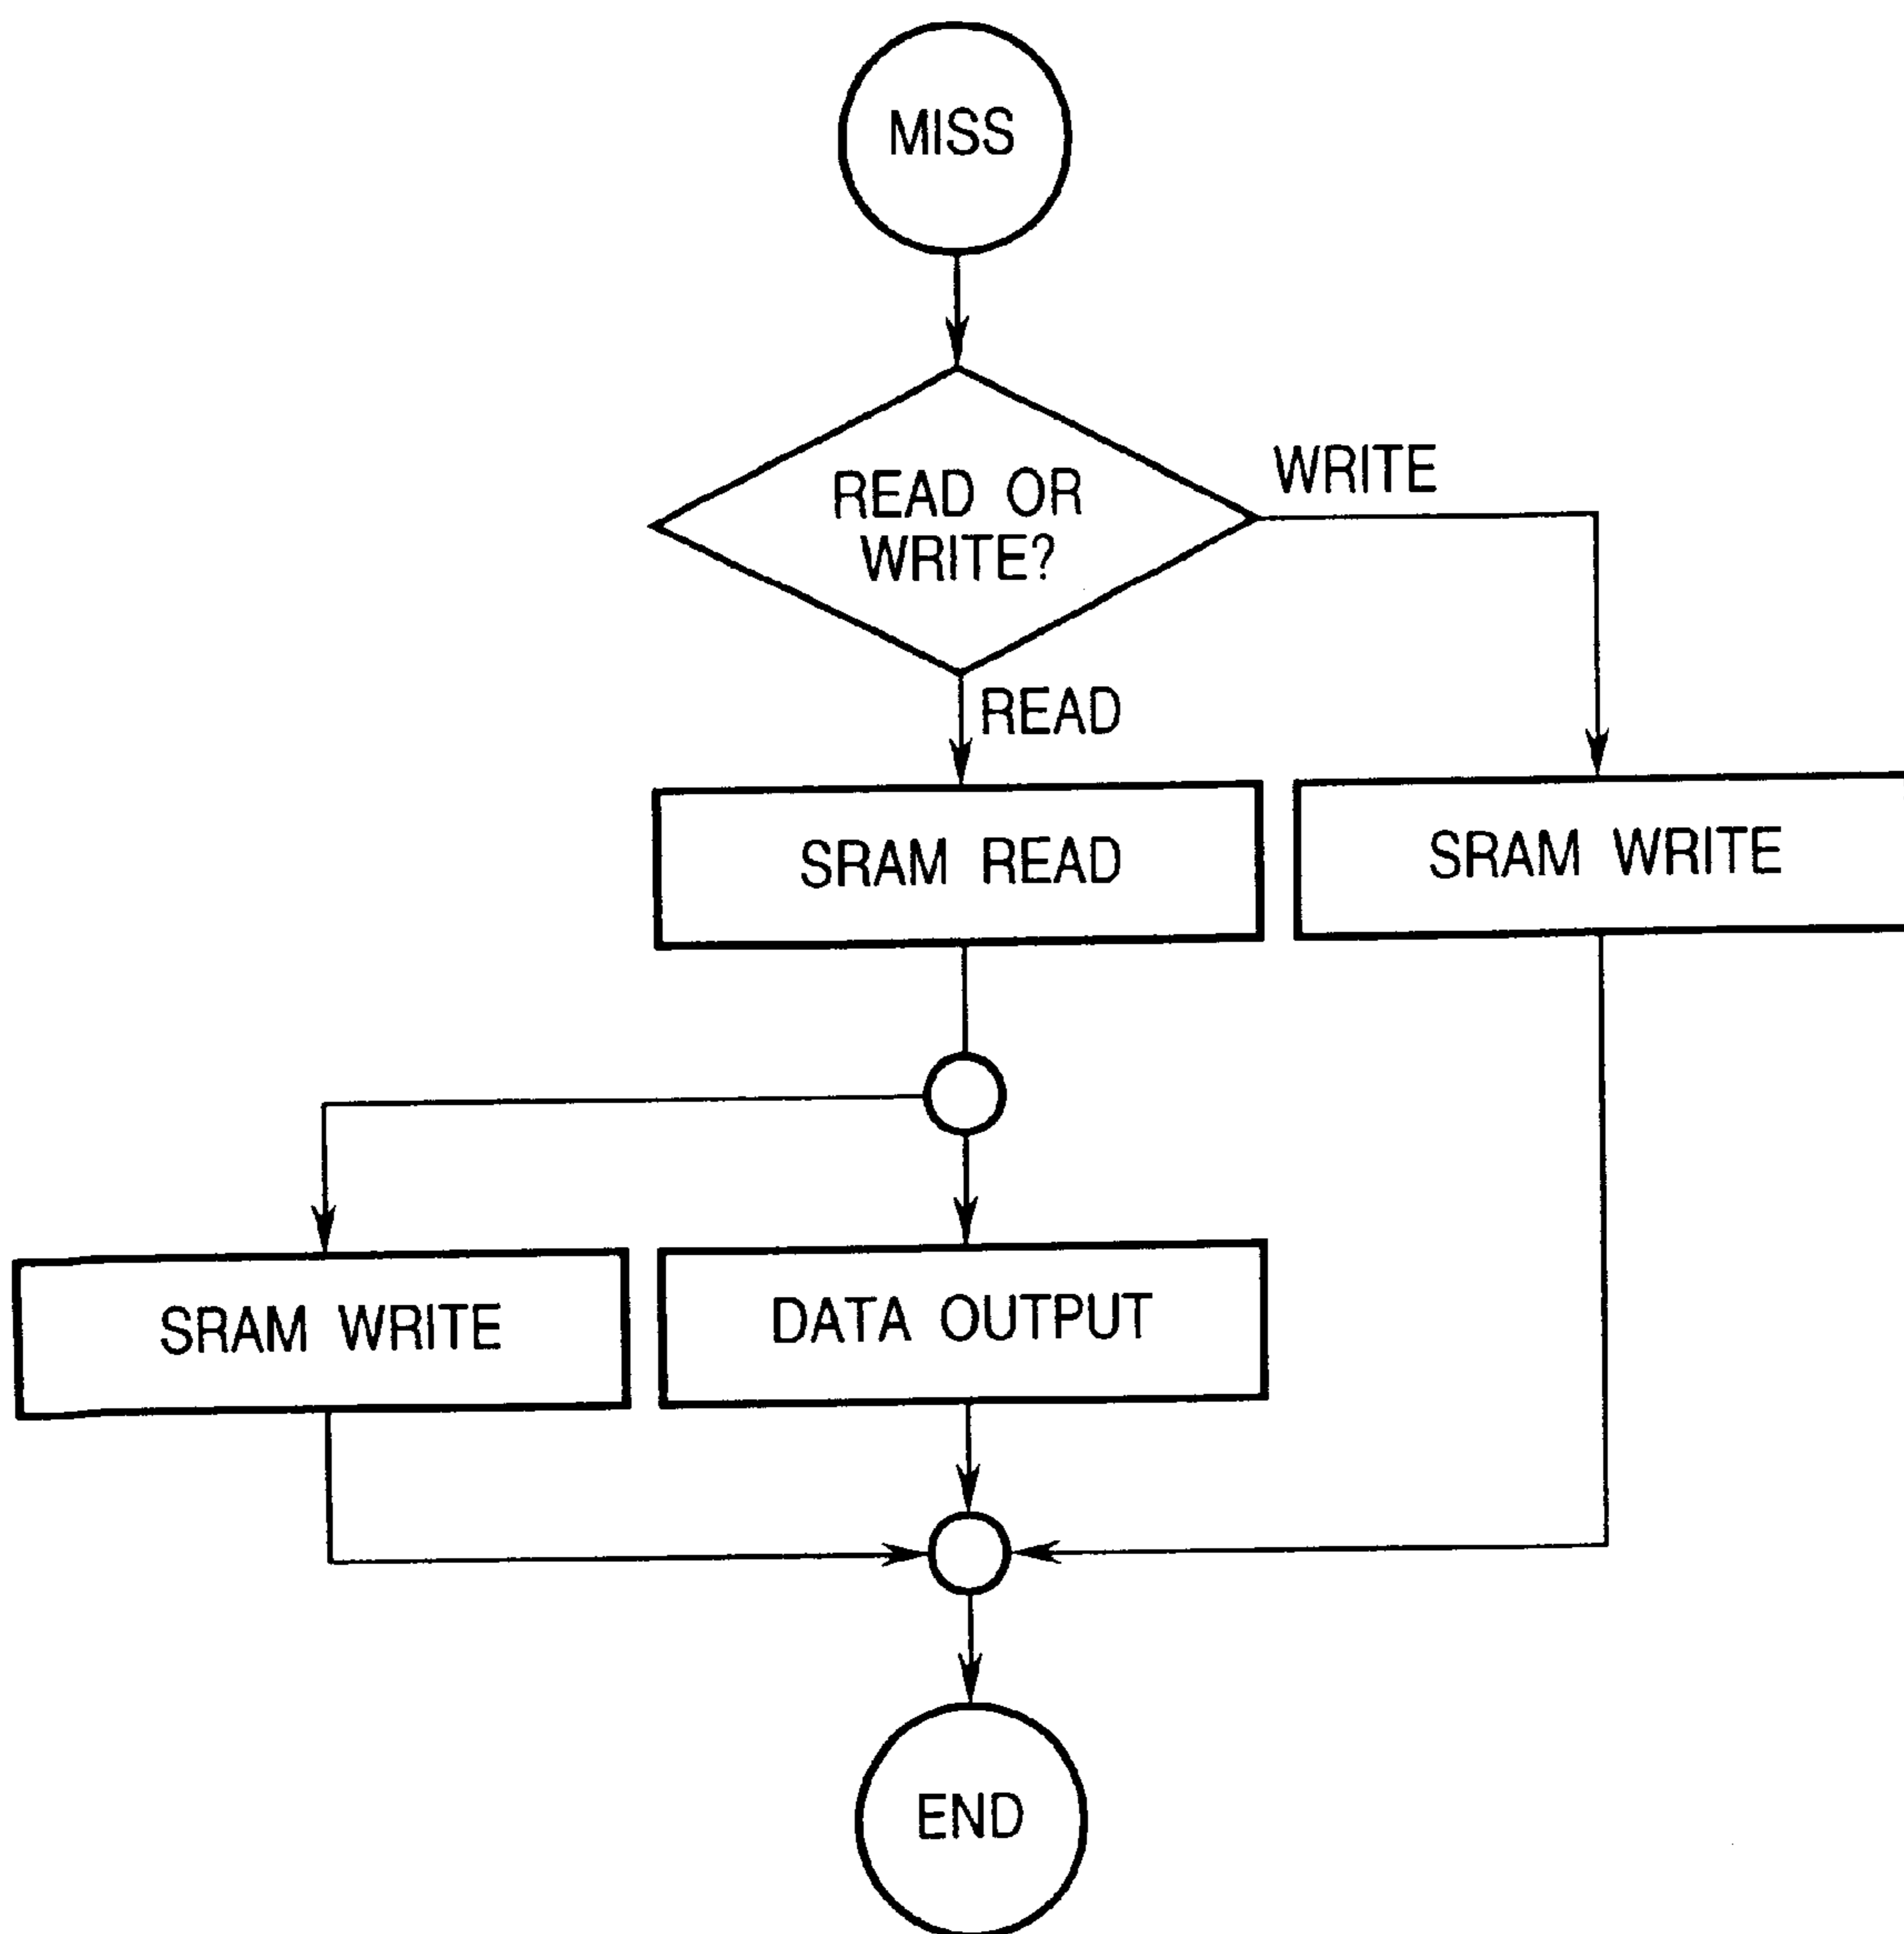 MISS
READ OR
WRITE?
WRITE
READ
SRAM READ
SRAM WRITE
SRAM WRITE
DATA OUTPUT
END